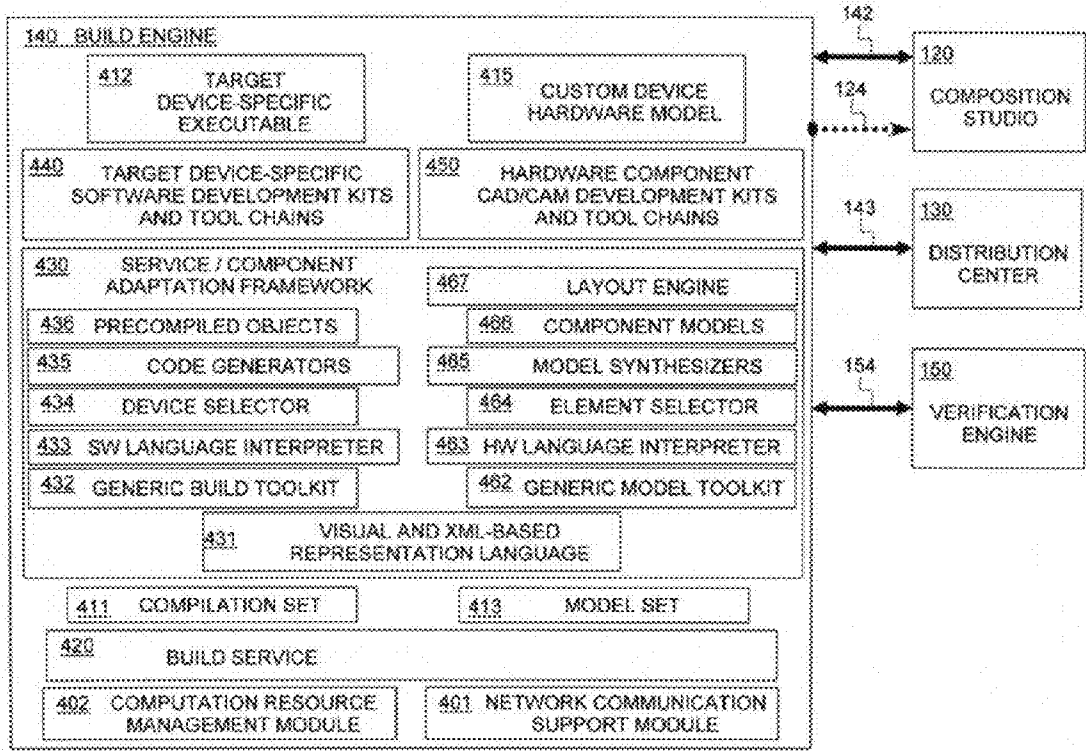 140 BUILD ENGINE
412 TARGET
DEVICE-SPECIFIC
EXECUTABLE
415 CUSTOM DEVICE
HARDWARE MODEL
440 TARGET DEVICE-SPECIFIC
SOFTWARE DEVELOPMENT KITS
AND TOOL CHAINS
450 HARDWARE COMPONENT
CAD/CAM DEVELOPMENT KITS
AND TOOL CHAINS
430 SERVICE / COMPONENT
ADAPTATION FRAMEWORK
467 LAYOUT ENGINE
436 PRECOMPILED OBJECTS
466 COMPONENT MODELS
435 CODE GENERATORS
465 MODEL SYNTHESIZERS
434 DEVICE SELECTOR
464 ELEMENT SELECTOR
433 SW LANGUAGE INTERPRETER
463 HW LANGUAGE INTERPRETER
432 GENERIC BUILD TOOLKIT
462 GENERIC MODEL TOOLKIT
431 VISUAL AND XML-BASED
REPRESENTATION LANGUAGE
411 COMPILATION SET
413 MODEL SET
420 BUILD SERVICE
402 COMPUTATION RESOURCE
MANAGEMENT MODULE
401 NETWORK COMMUNICATION
SUPPORT MODULE
142
124
120
COMPOSITION
STUDIO
143
130
DISTRIBUTION
CENTER
154
150
VERIFICATION
ENGINE